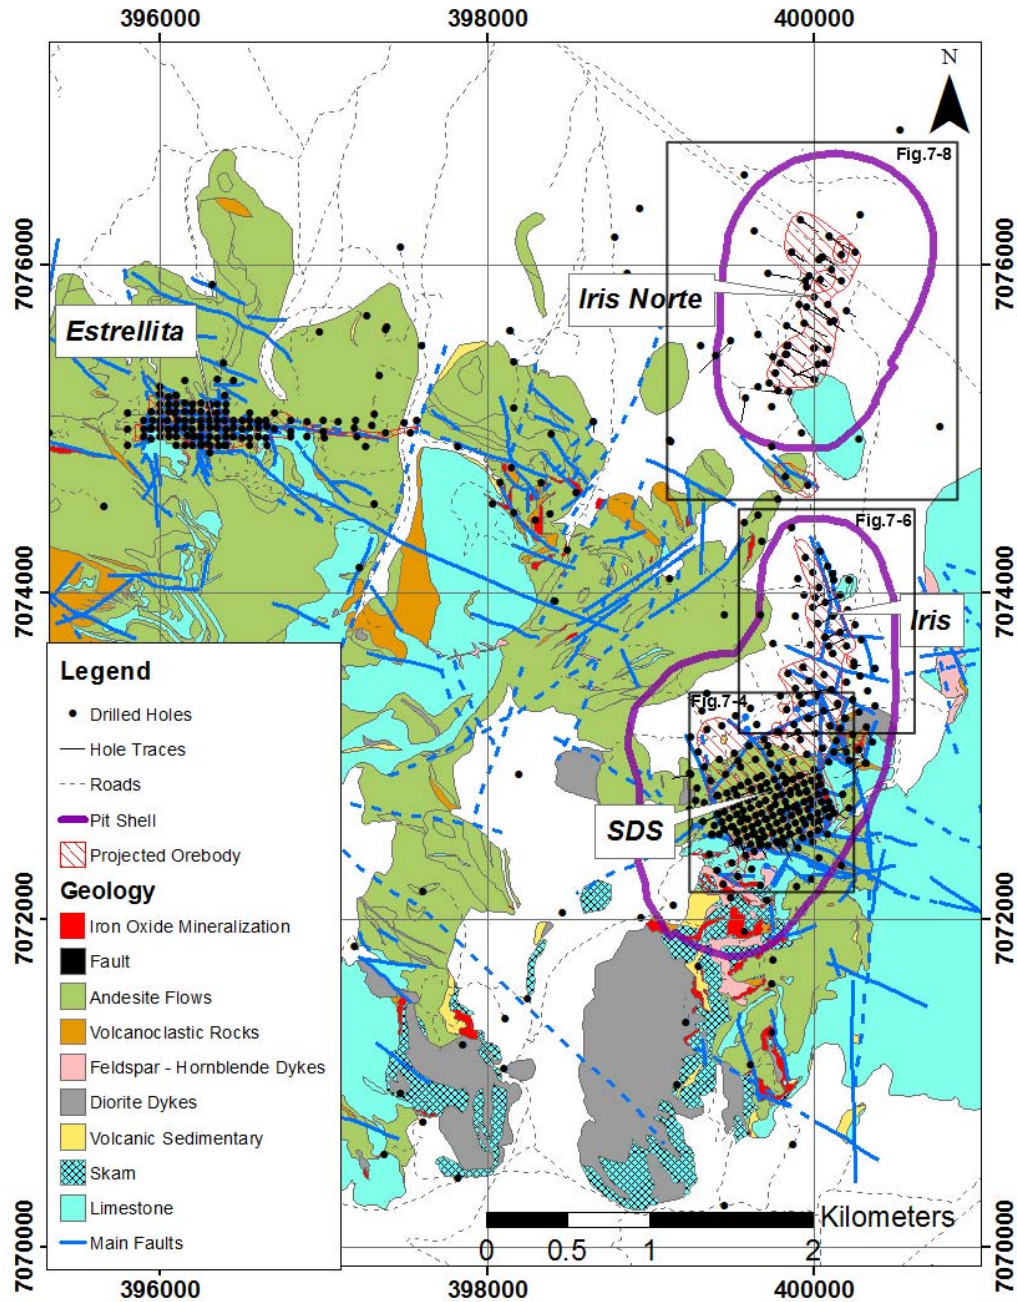 396000
398000
400000
N
Fig.7-8
7076000
7076000
Iris Norte
Estrellita
Fig.7-6
7074000
7074000
Iris
Fig.7-4
Legend
Drilled Holes
Hole Traces
Roads
Pit Shell
Projected Orebody
SDS
Geology
7072000
7072000
Iron Oxide Mineralization
Fault
Andesite Flows
Volcanoclastic Rocks
Feldspar - Hornblende Dykes
Diorite Dykes
Volcanic Sedimentary
Skarn
Limestone
Main Faults
Kilometers
0 0.5 1 2
7070000
7070000
396000
398000
400000